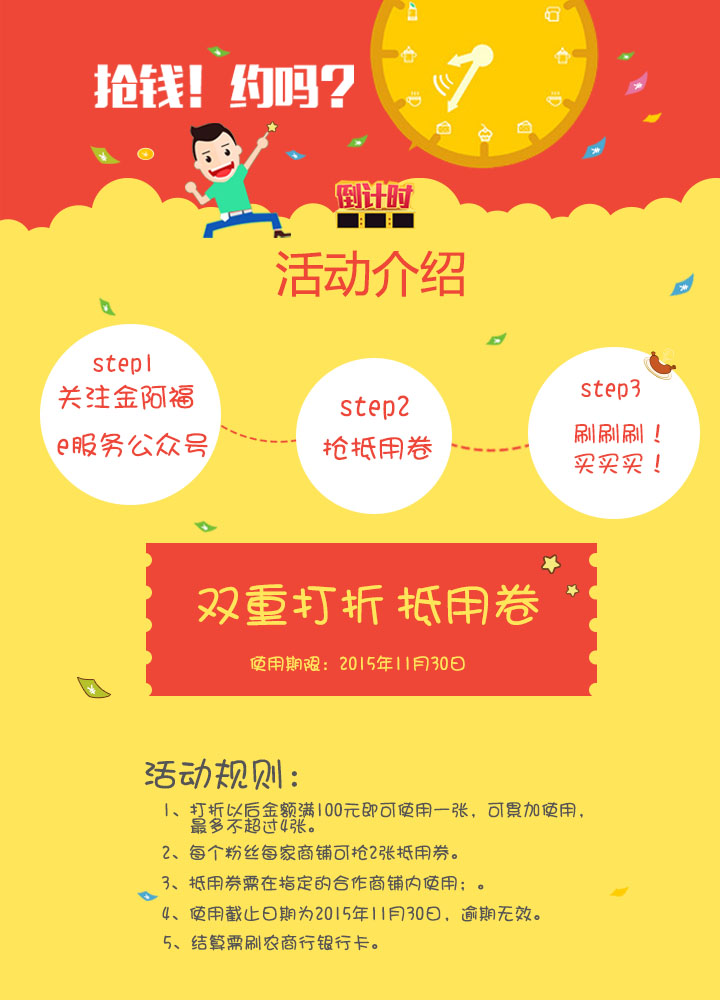 抢钱！约吗？
倒计时
活动介绍
step1
关注金阿福
e服务公众号
step2
抢抵用卷
step3
刷刷刷！
买买买！
双重打折 抵用卷
使用期限：2015年11月30日
活动规则：
1、打折以后金额满100元即可使用一张，可累加使用，
最多不超过4张。
2、每个粉丝每家商铺可抢2张抵用券。
3、抵用券需在指定的合作商铺内使用；。
4、使用截止日期为2015年11月30日，逾期无效。
5、结算需刷农商行银行卡。